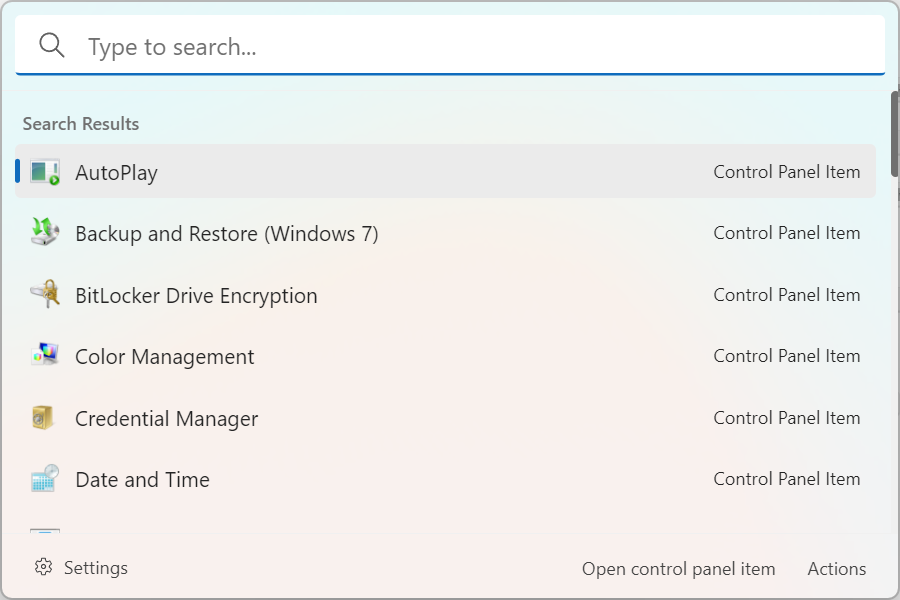 Type to search...
Search Results
AutoPlay Control Panel Item
Backup and Restore (Windows 7) Control Panel Item
BitLocker Drive Encryption Control Panel Item
Color Management Control Panel Item
Credential Manager Control Panel Item
Date and Time Control Panel Item
Settings Open control panel item Actions